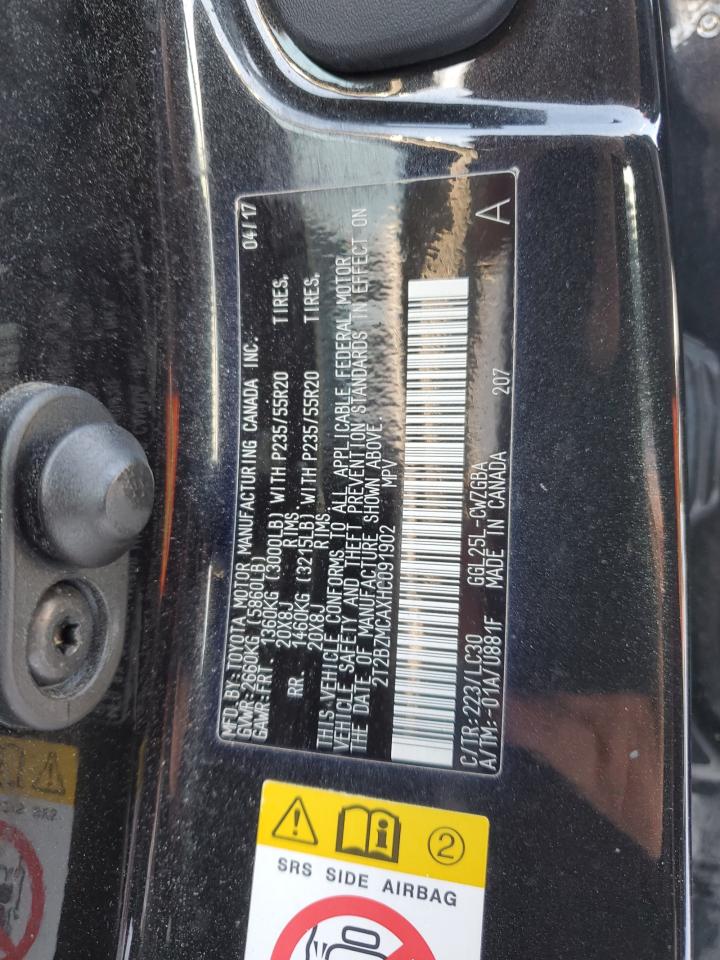 MFD.BY:TOYOTA MOTOR MANUFACTURING CANADA INC. 04/17
GVWR:2660KG (5860LB)
GAWR:FRT. 1360KG (3000LB) WITH P235/55R20 TIRES,
20X8J RIMS
RR. 1460KG (3215LB) WITH P235/55R20 TIRES,
20X8J RIMS
THIS VEHICLE CONFORMS TO ALL APPLICABLE FEDERAL MOTOR
VEHICLE SAFETY AND THEFT PREVENTION STANDARDS IN EFFECT ON
THE DATE OF MANUFACTURE SHOWN ABOVE.
2T2BZMCAXHC091902 MPV
C/TR:223/LC30 GGL25L-CWZGBA 207 A
A/TM:-01A/U881F MADE IN CANADA
2
SRS SIDE AIRBAG